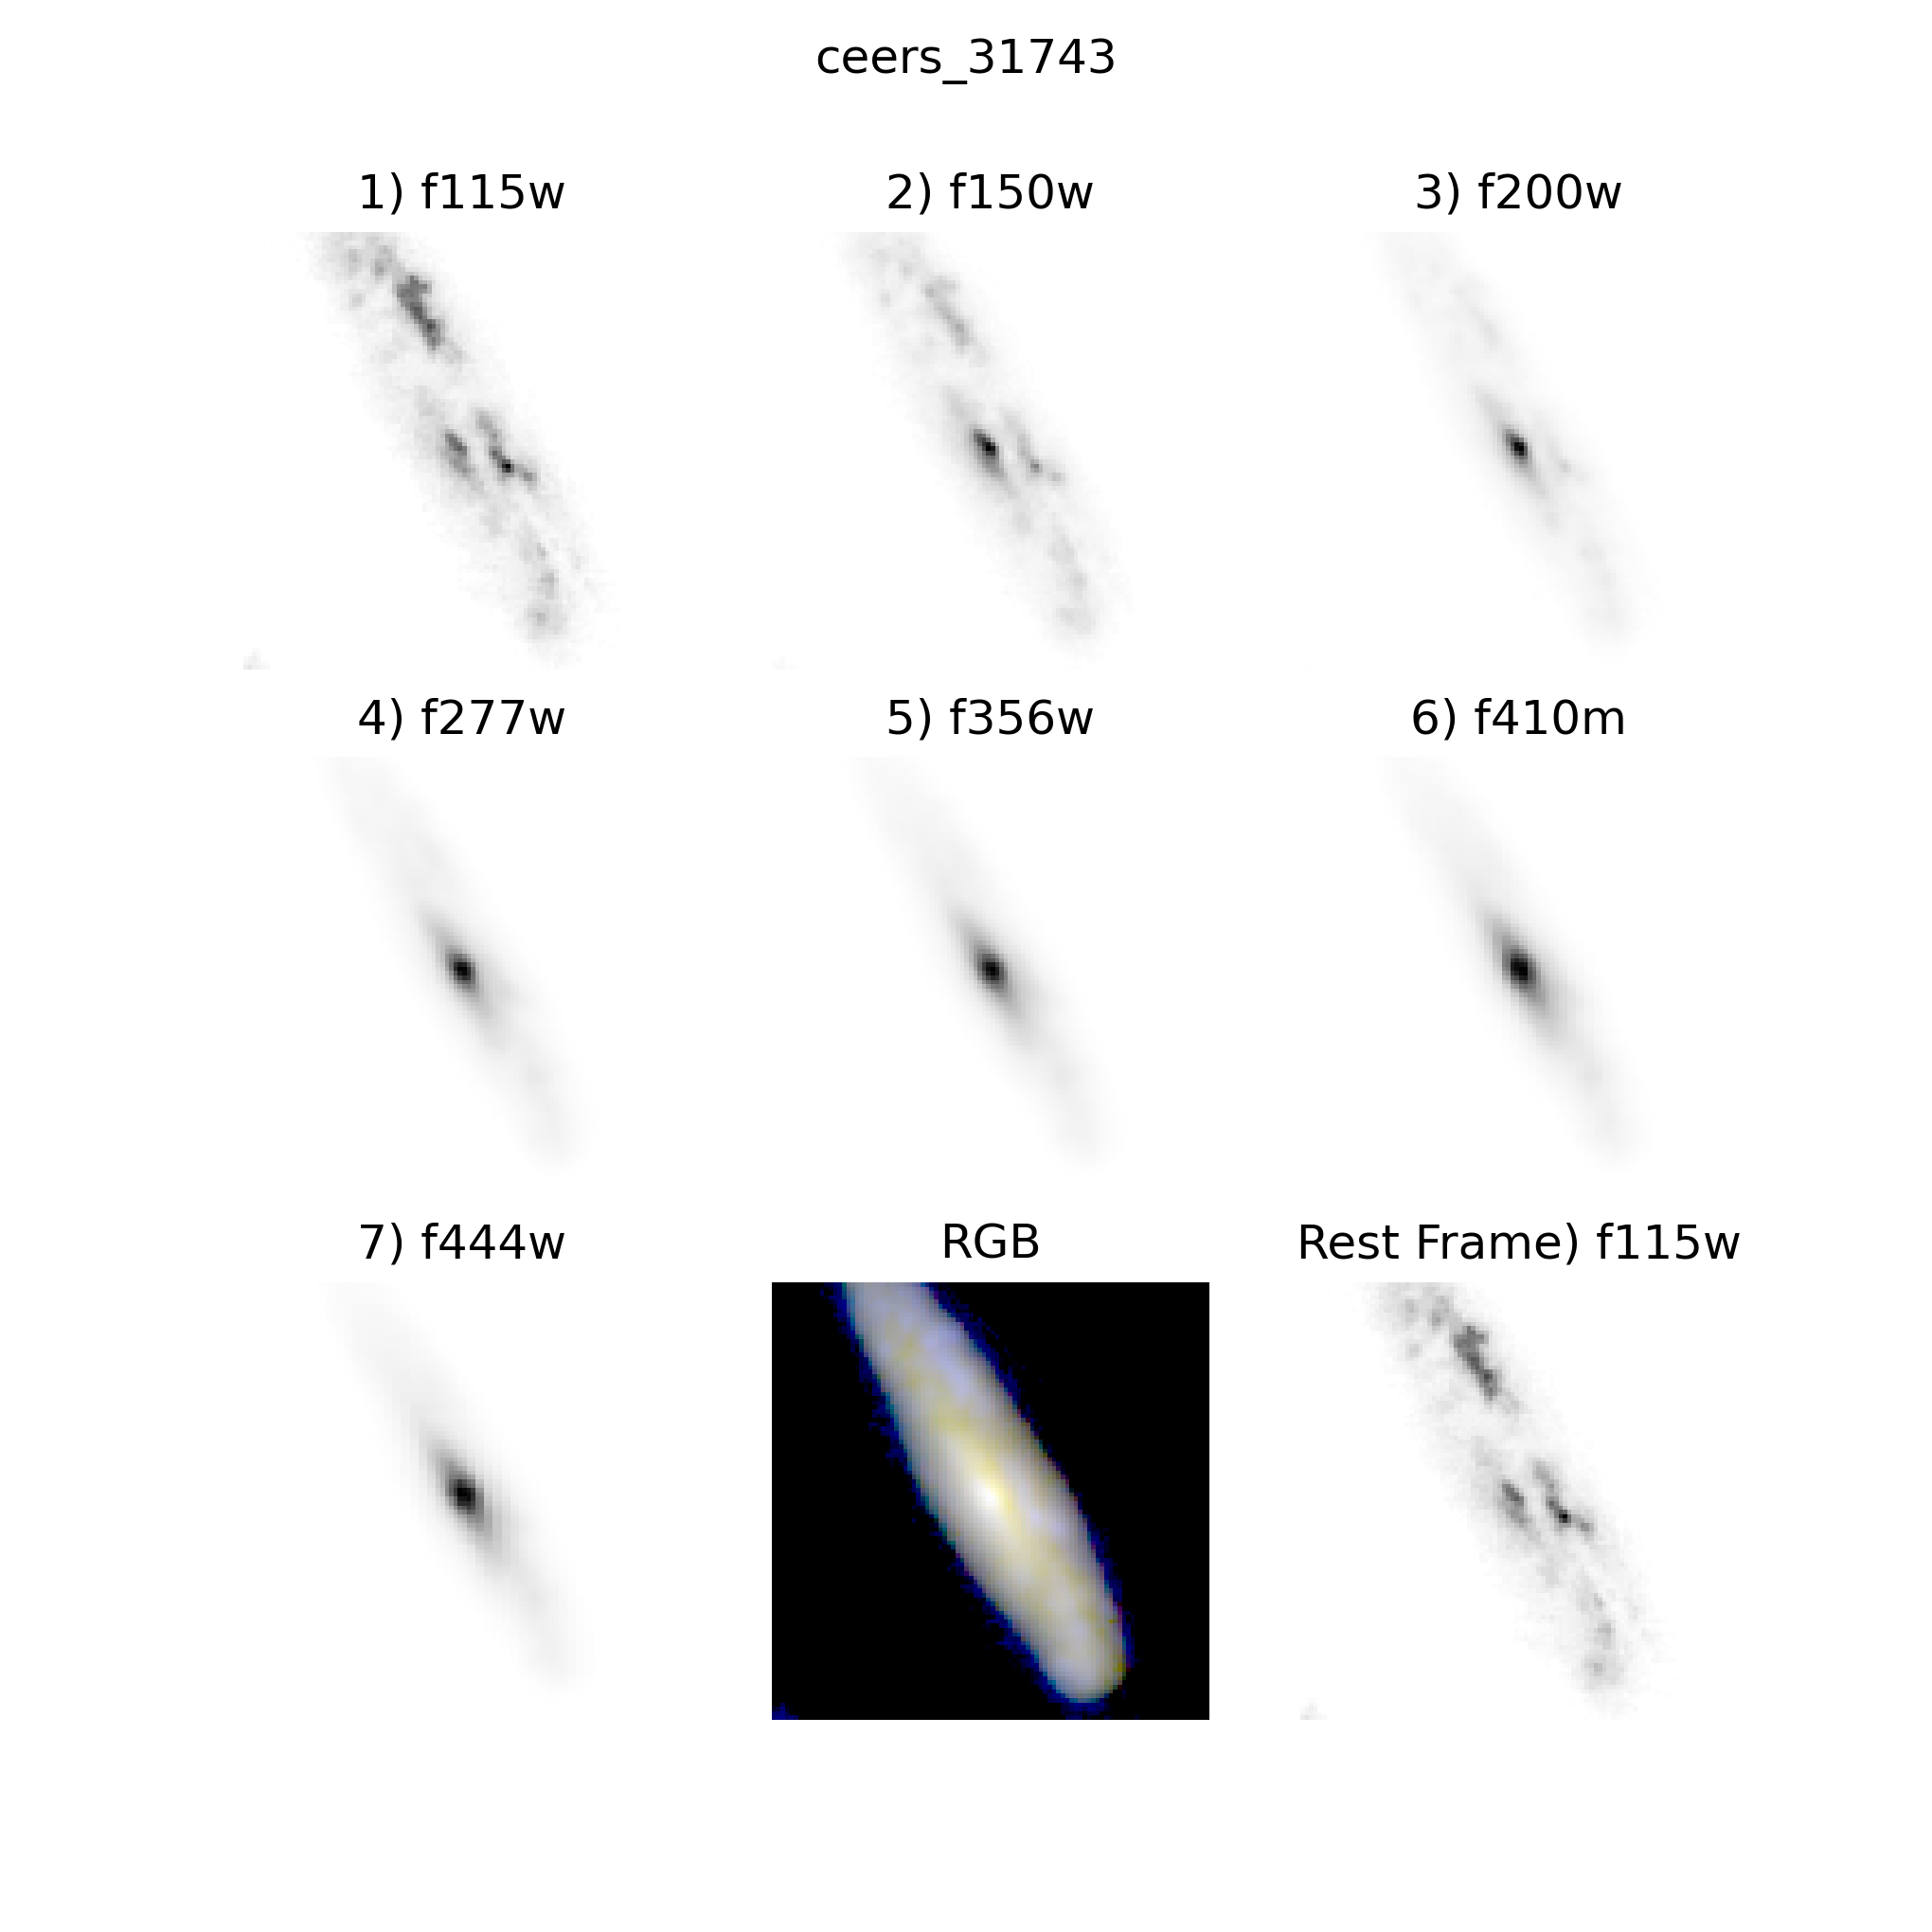 ceers_31743
1) f115w
2) f150w
3) f200w
4) f277w
5) f356w
6) f410m
7) f444w
RGB
Rest Frame) f115w